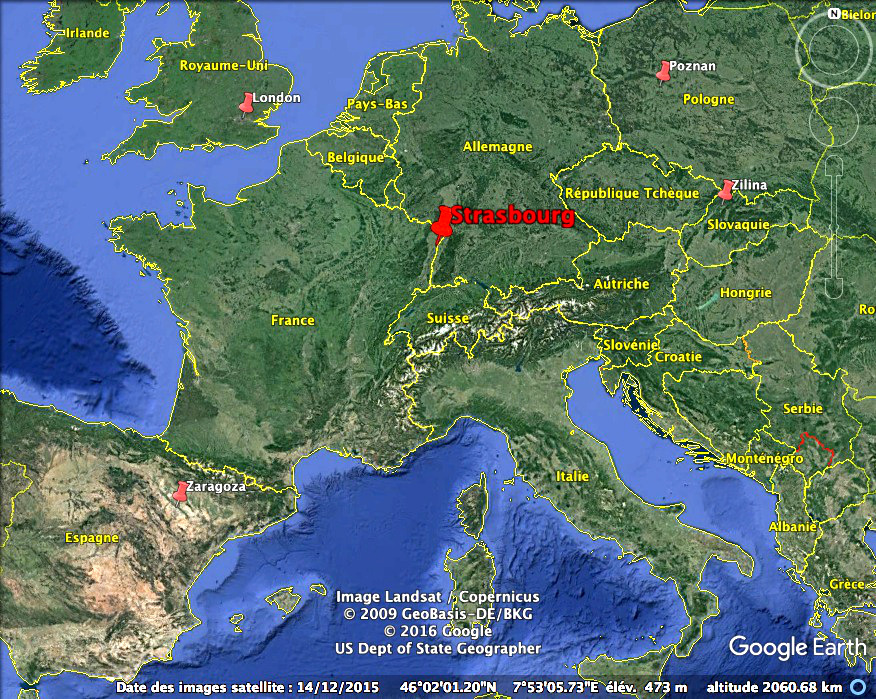 N
Bielor
Irlande
Royaume-Uni
Poznan
London
Pays-Bas
Pologne
Allemagne
Belgique
Zilina
République Tchèque
Strasbourg
Slovaquie
Autriche
Hongrie
Ro
France
Suisse
Slovénie
Croatie
Serbie
Monténégro
Italie
Zaragoza
Espagne
Albanie
Grèce
Image Landsat / Copernicus
© 2009 GeoBasis-DE/BKG
© 2016 Google
US Dept of State Geographer
Google Earth
Date des images satellite : 14/12/2015 46°02'01.20"N 7°53'05.73"E élév. 473 m altitude 2060.68 km